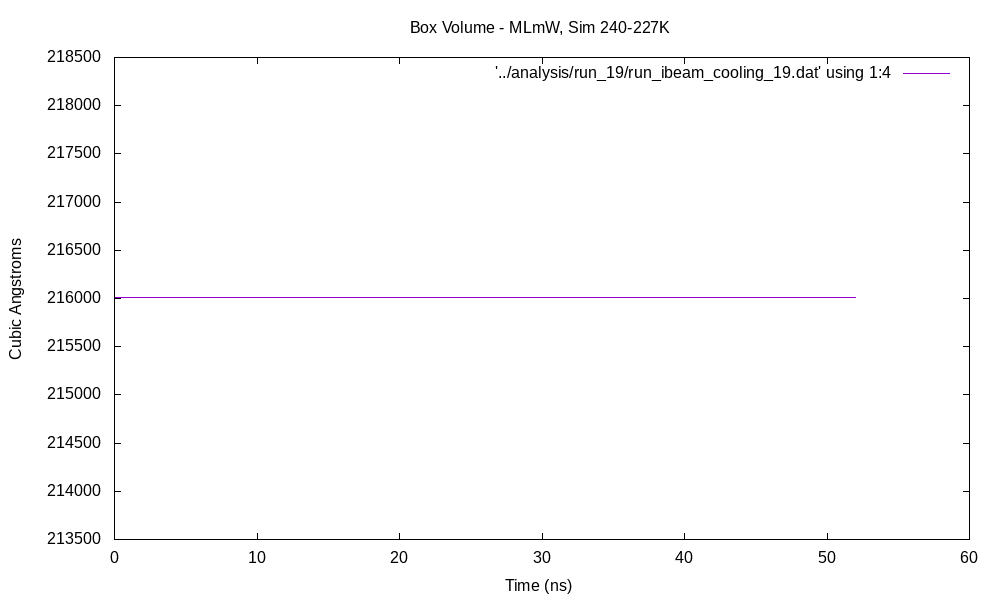 Box Volume - MLmW, Sim 240-227K
'../analysis/run_19/run_ibeam_cooling_19.dat' using 1:4
218500
218000
217500
217000
216500
216000
215500
215000
214500
214000
213500
Cubic Angstroms
0 10 20 30 40 50 60
Time (ns)